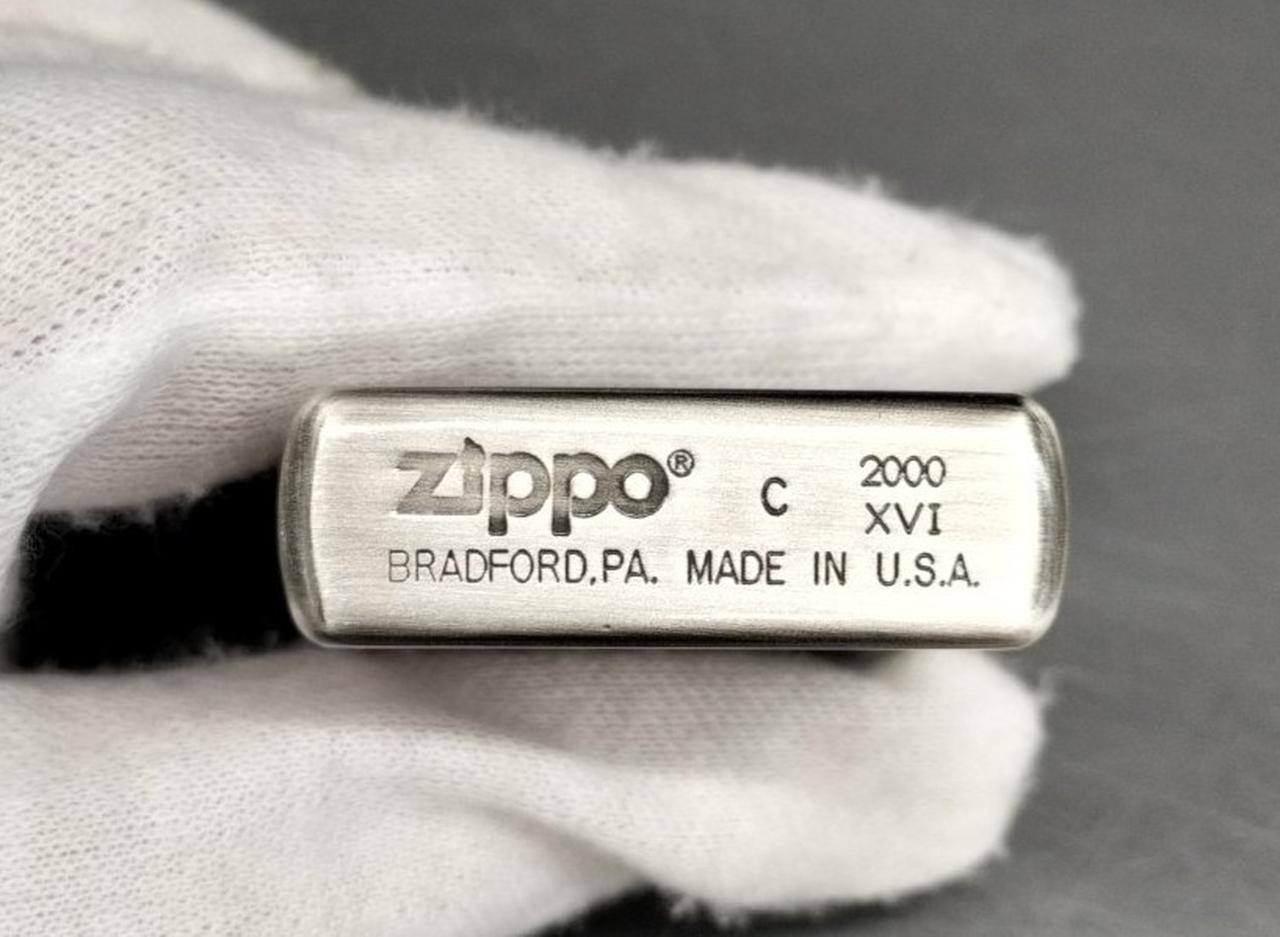 zippo® C 2000
XVI
BRADFORD,PA. MADE IN U.S.A.